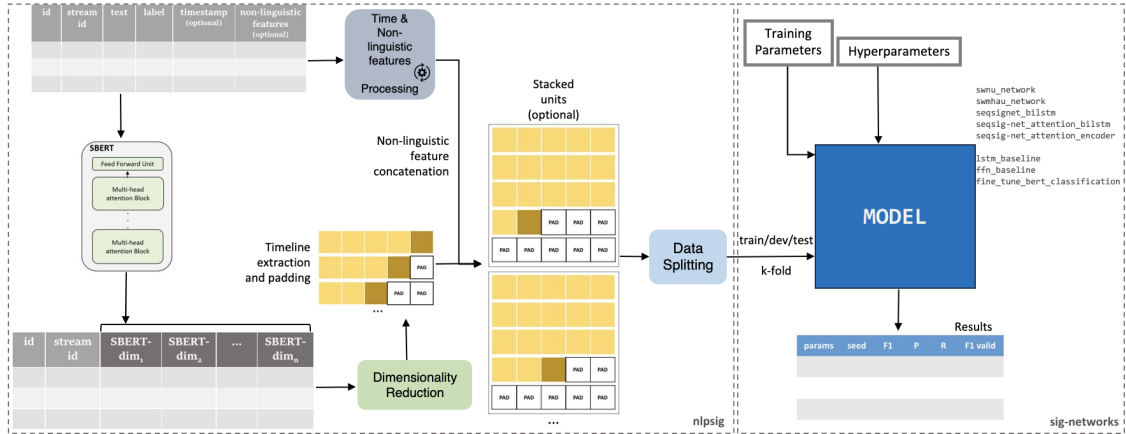 id stream id text label timestamp (optional) non-linguistic features (optional)
Time &
Non-
linguistic
features
Processing
SBERT
Feed Forward Unit
Multi-head
attention Block
Multi-head
attention Block
Non-linguistic
feature
concatenation
Timeline
extraction
and padding
PAD
PAD PAD
...
id stream id SBERT-dim₁ SBERT-dim₂ ... SBERT-dimₙ
Dimensionality
Reduction
Stacked
units
(optional)
PAD PAD PAD
PAD PAD PAD PAD PAD
PAD PAD
PAD PAD PAD PAD PAD
...
Data
Splitting
nlpsig
train/dev/test
k-fold
Training
Parameters
Hyperparameters
swnu_network
swmhau_network
seqsignet_bilstm
seqsig-net_attention_bilstm
seqsig-net_attention_encoder
lstm_baseline
ffn_baseline
fine_tune_bert_classification
MODEL
Results
params seed F1 P R F1 valid
sig-networks